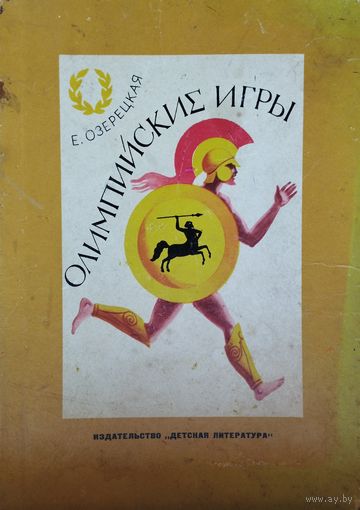 Е. ОЗЕРЕЦКАЯ
ОЛИМПИЙСКИЕ ИГРЫ
ИЗДАТЕЛЬСТВО „ДЕТСКАЯ ЛИТЕРАТУРА"
www.ay.by